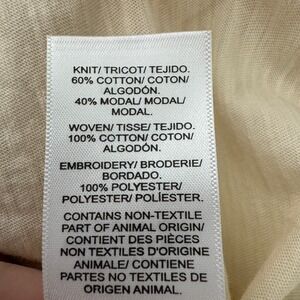 KNIT/ TRICOT/ TEJIDO.
60% COTTON/ COTON/
ALGODÓN.
40% MODAL/ MODAL/
MODAL.
WOVEN/ TISSE/ TEJIDO.
100% COTTON/ COTON/
ALGODÓN.
EMBROIDERY/ BRODERIE/
BORDADO.
100% POLYESTER/
POLYESTER/ POLIÉSTER.
CONTAINS NON-TEXTILE
PART OF ANIMAL ORIGIN/
CONTIENT DES PIÈCES
NON TEXTILES D'ORIGINE
ANIMALE/ CONTIENE
PARTES NO TEXTILES DE
ORIGEN ANIMAL.